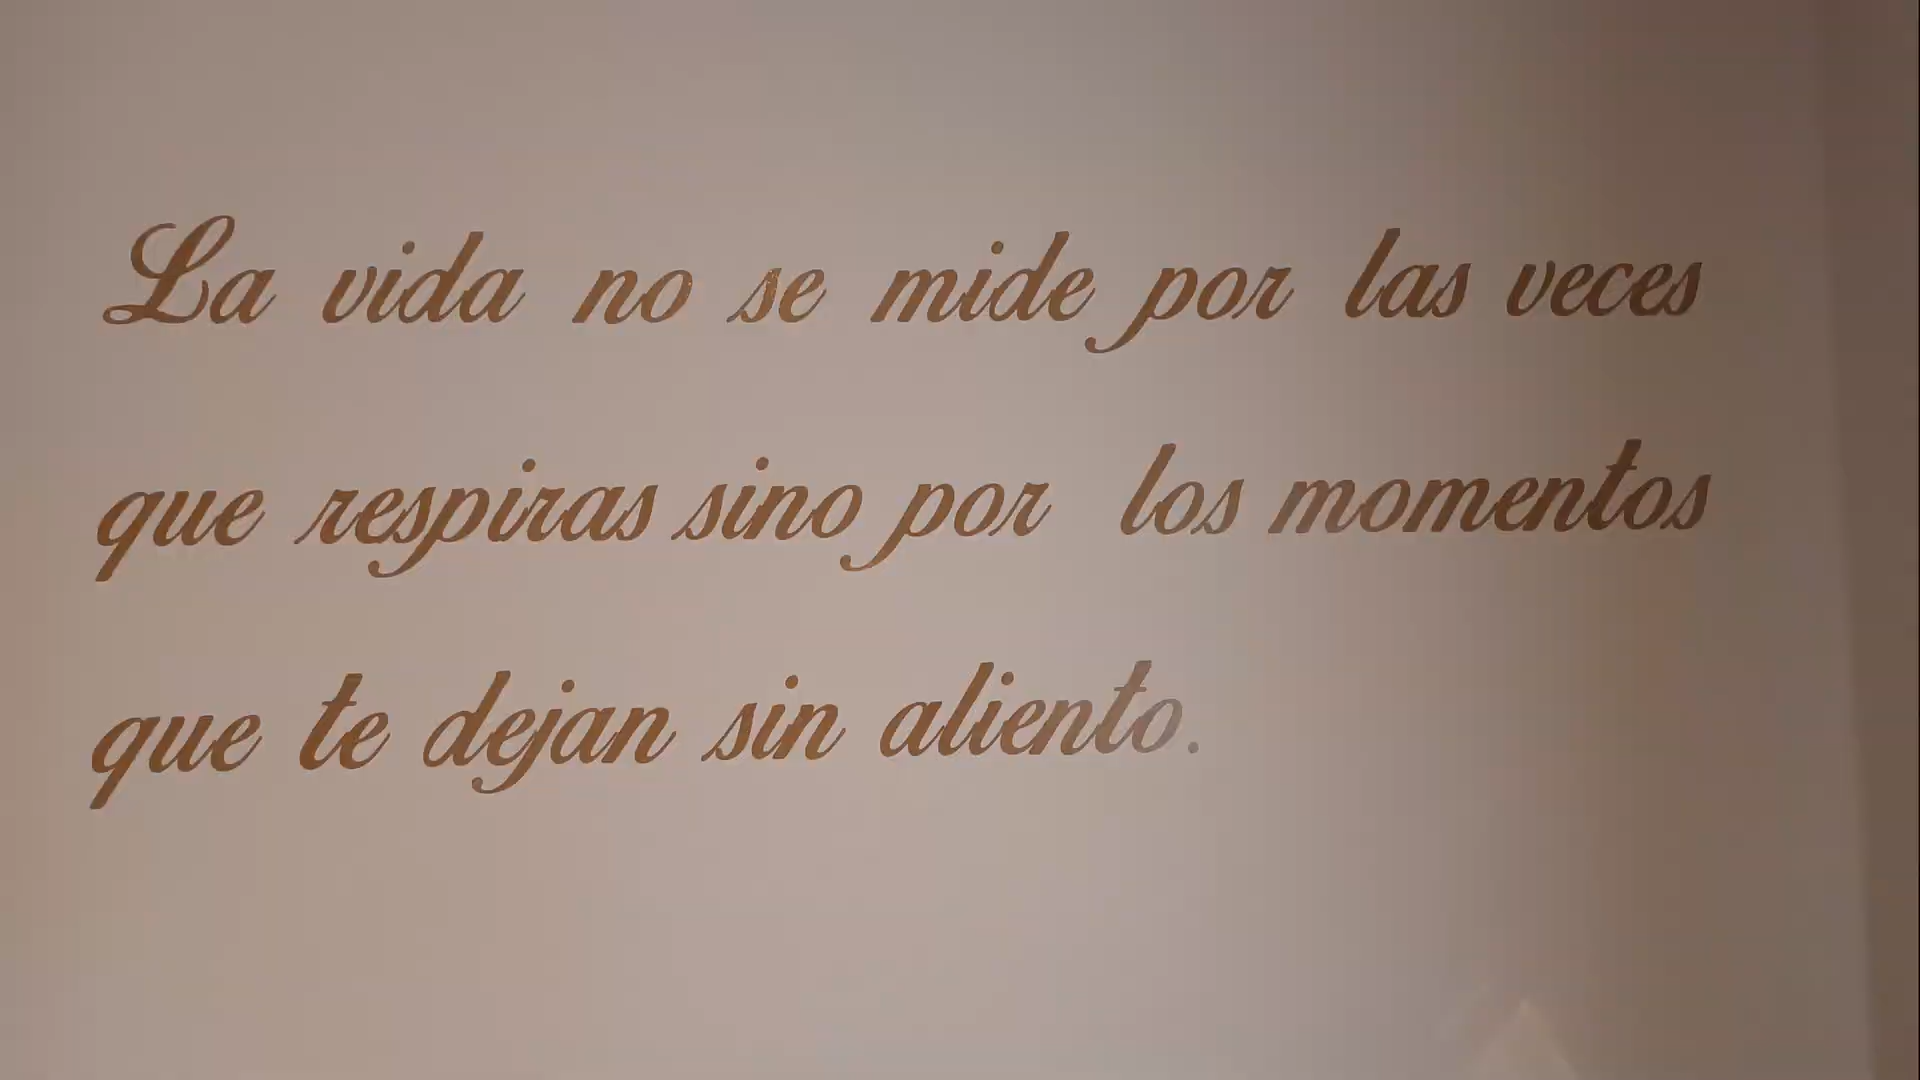 La vida no se mide por las veces
que respiras sino por los momentos
que te dejan sin aliento.